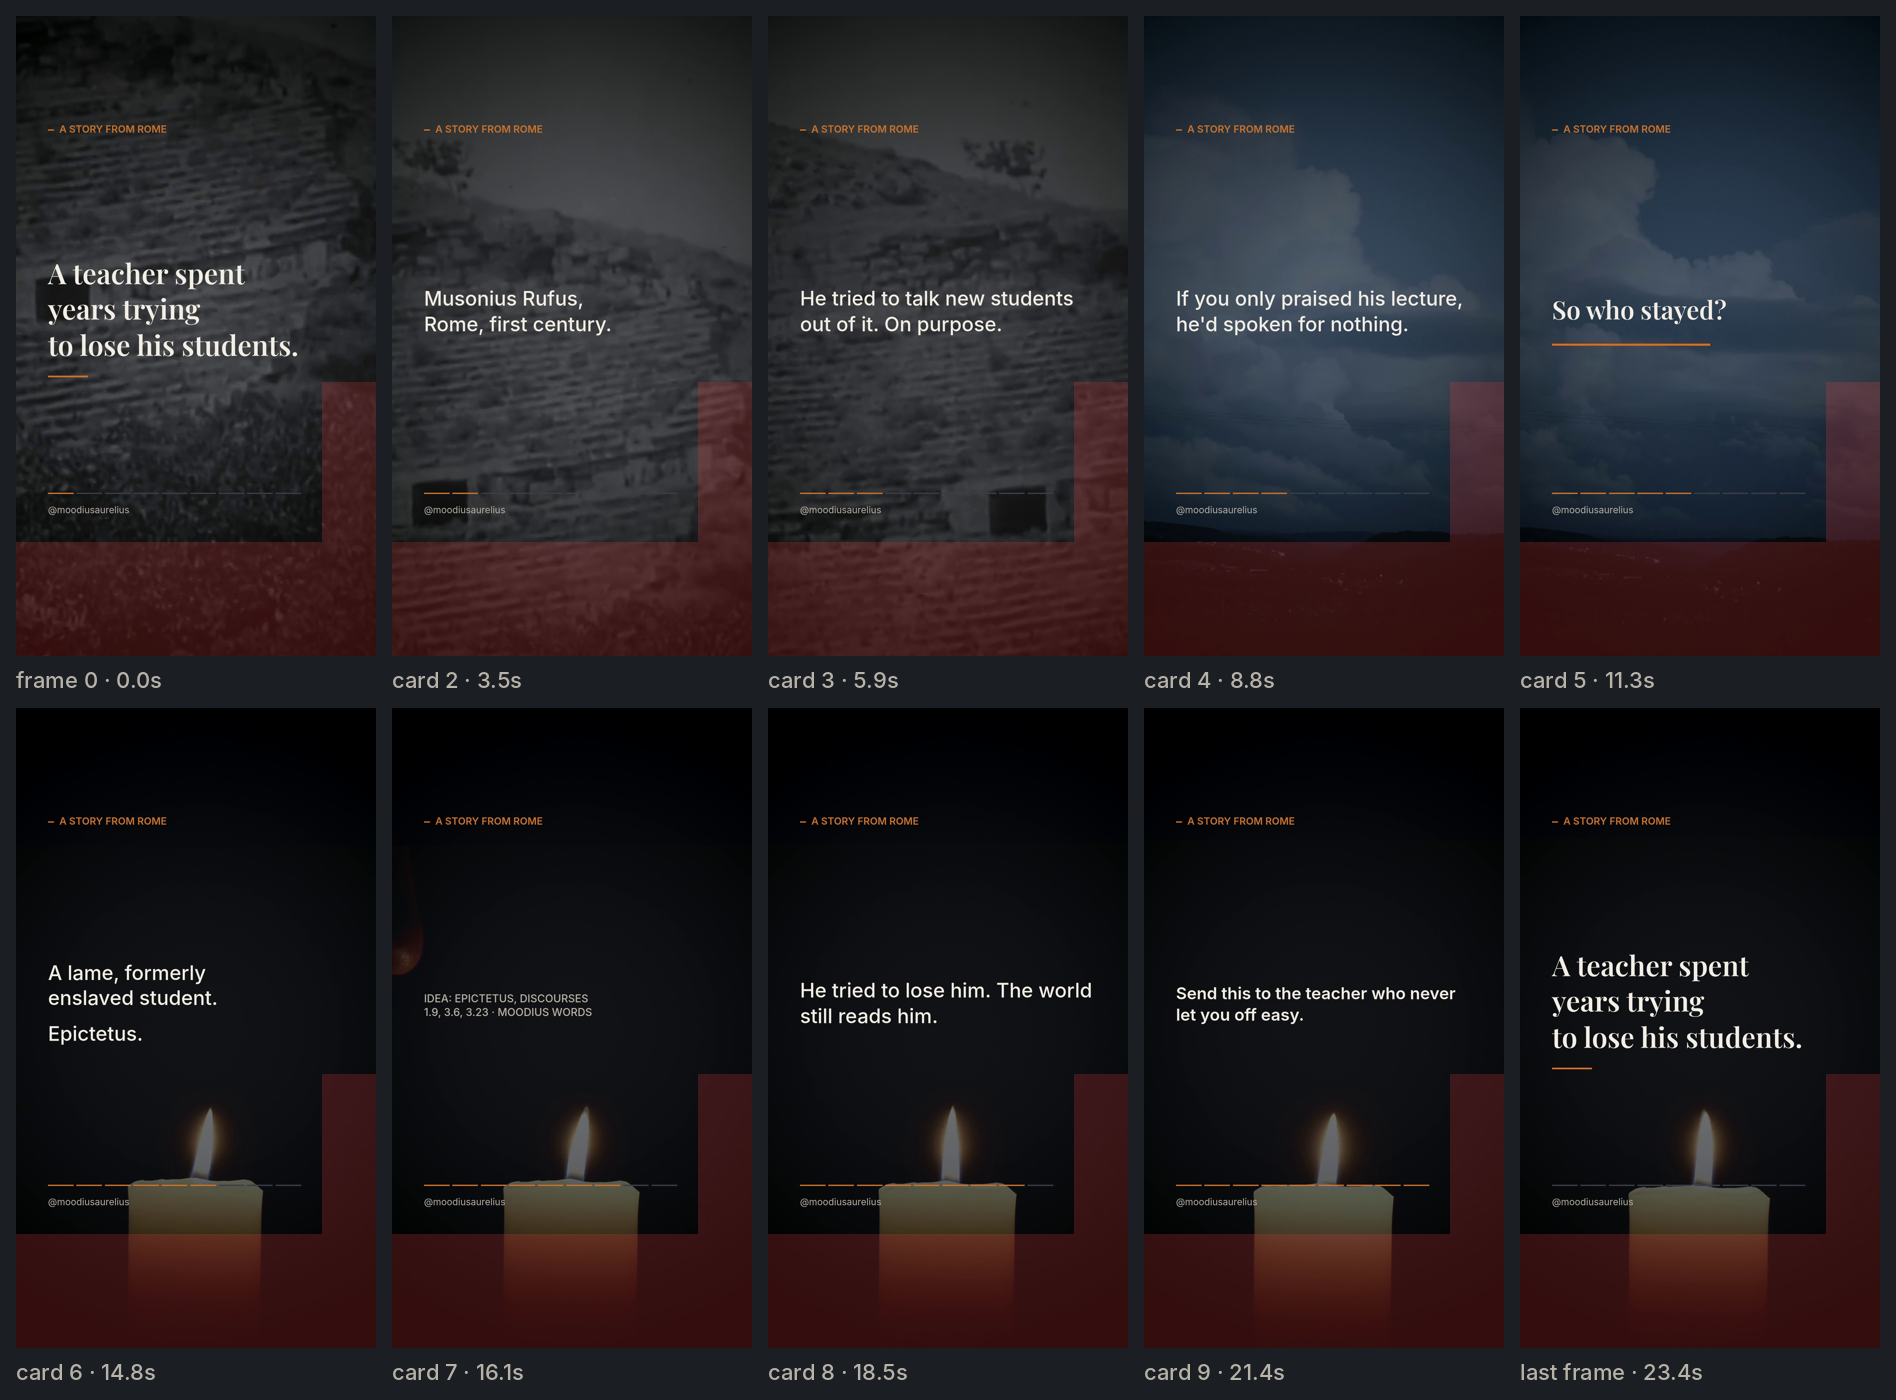 — A STORY FROM ROME
A teacher spent
years trying
to lose his students.
@moodiusaurelius
frame 0 · 0.0s
— A STORY FROM ROME
Musonius Rufus,
Rome, first century.
@moodiusaurelius
card 2 · 3.5s
— A STORY FROM ROME
He tried to talk new students
out of it. On purpose.
@moodiusaurelius
card 3 · 5.9s
— A STORY FROM ROME
If you only praised his lecture,
he'd spoken for nothing.
@moodiusaurelius
card 4 · 8.8s
— A STORY FROM ROME
So who stayed?
@moodiusaurelius
card 5 · 11.3s
— A STORY FROM ROME
A lame, formerly
enslaved student.
Epictetus.
@moodiusaurelius
card 6 · 14.8s
— A STORY FROM ROME
IDEA: EPICTETUS, DISCOURSES
1.9, 3.6, 3.23 · MOODIUS WORDS
@moodiusaurelius
card 7 · 16.1s
— A STORY FROM ROME
He tried to lose him. The world
still reads him.
@moodiusaurelius
card 8 · 18.5s
— A STORY FROM ROME
Send this to the teacher who never
let you off easy.
@moodiusaurelius
card 9 · 21.4s
— A STORY FROM ROME
A teacher spent
years trying
to lose his students.
@moodiusaurelius
last frame · 23.4s